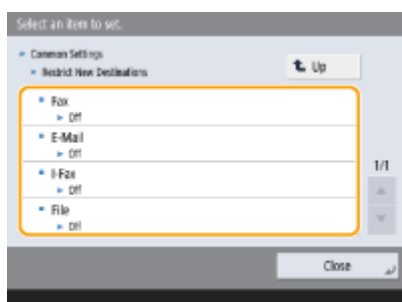 Select an item to set.
Common Settings
Restrict New Destinations
Up
Fax
Off
E-Mail
Off
I-Fax
Off
File
Off
1/1
Close